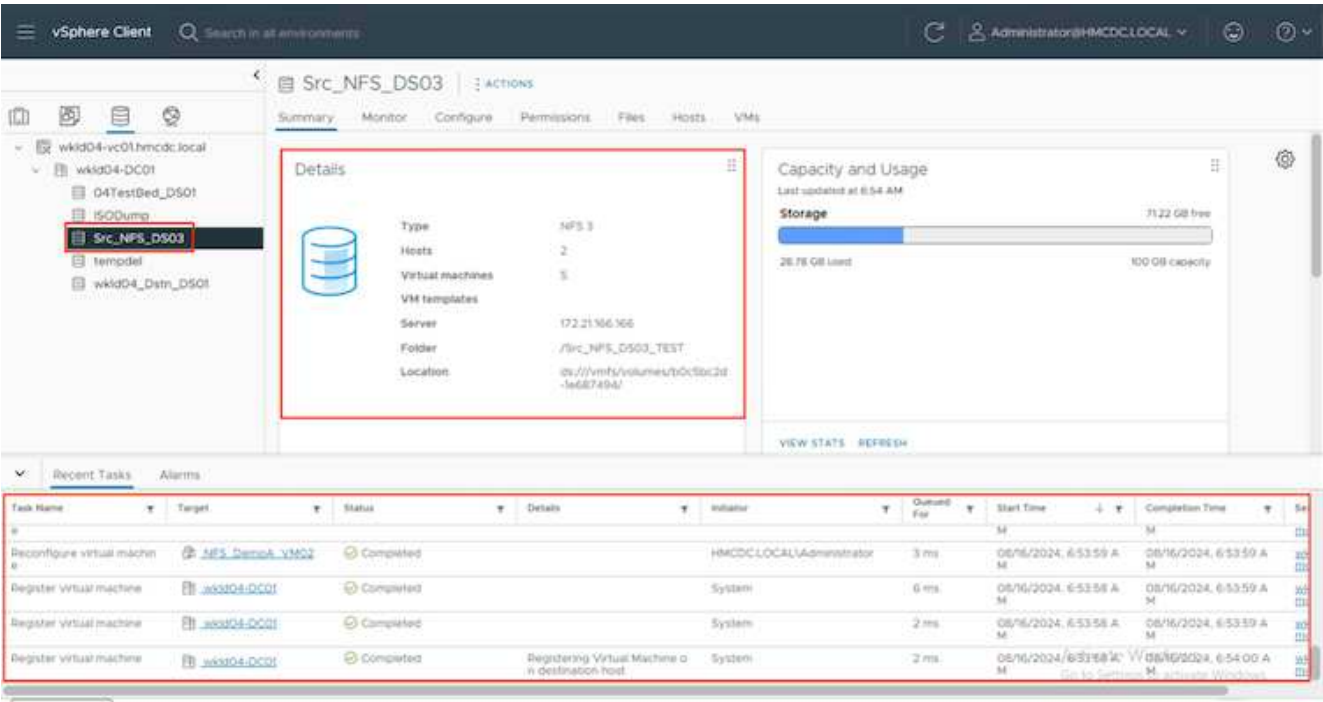 vSphere Client
Search in all environments
Administrator@HMCDC.LOCAL
Src_NFS_DS03
ACTIONS
Summary Monitor Configure Permissions Files Hosts VMs
wkld04-vc01.hmcdc.local
wkld04-DC01
04TestBed_DS01
ISODump
Src_NFS_DS03
tempdel
wkld04_Dstn_DS01
Details
Type NFS 3
Hosts 2
Virtual machines 5
VM templates
Server 172.21.166.166
Folder /Src_NFS_DS03_TEST
Location ds:///vmfs/volumes/b0c5bc2d
-1e687494/
Capacity and Usage
Last updated at 6:54 AM
Storage 71.22 GB free
28.78 GB used 100 GB capacity
VIEW STATS REFRESH
Recent Tasks Alarms
Task Name Target Status Details Initiator Queued For Start Time Completion Time Se
e M M
Reconfigure virtual machin NFS_DemoA_VM02 Completed HMCDC.LOCAL\Administrator 3 ms 08/16/2024, 6:53:59 A 08/16/2024, 6:53:59 A
e M M
Register virtual machine wkld04-DC01 Completed System 6 ms 08/16/2024, 6:53:58 A 08/16/2024, 6:53:59 A
M M
Register virtual machine wkld04-DC01 Completed System 2 ms 08/16/2024, 6:53:58 A 08/16/2024, 6:53:59 A
M M
Register virtual machine wkld04-DC01 Completed Registering Virtual Machine o System 2 ms 08/16/2024, 6:53:58 A 08/16/2024, 6:54:00 A
n destination host M M
Activate Windows
Go to Settings to activate Windows.